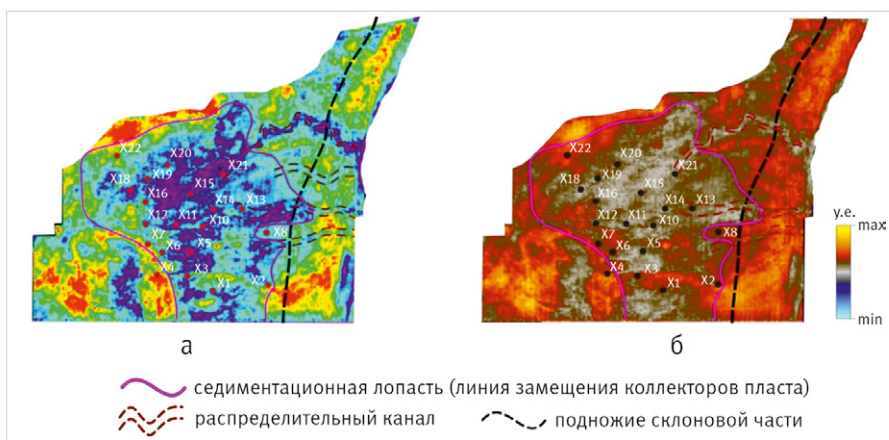 X22
X20
X18 X19 X21
X15
X16
X14 X13
X12 X11 X10
X7 X8
X6 X5
X4 X3
X2
X1
а
X22
X20
X19 X21
X18
X15
X16
X14 X13
X12 X11 X10
X7 X8
X6 X5
X4 X3
X2
X1
б
у.е.
max
min
седиментационная лопасть (линия замещения коллекторов пласта)
распределительный канал
подножие склоновой части